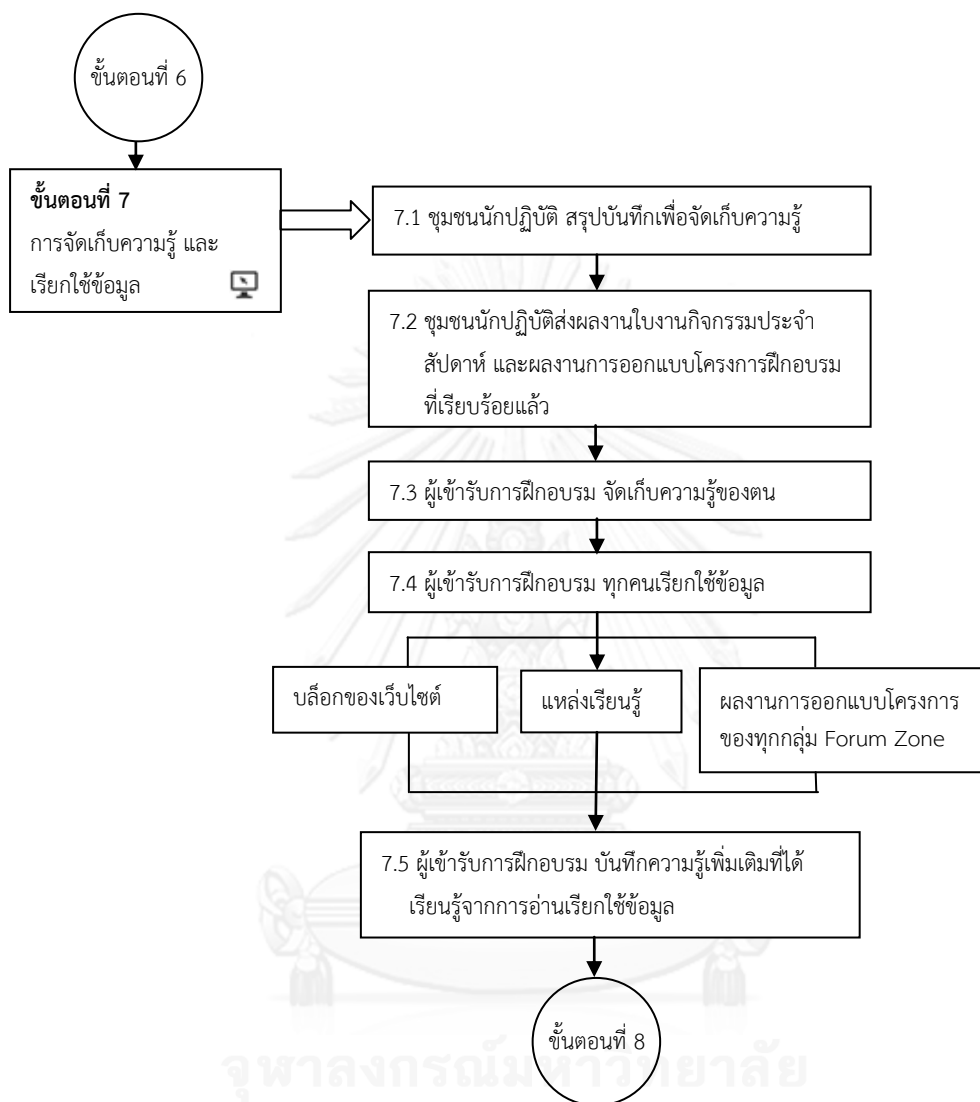 ขั้นตอนที่ 6
ขั้นตอนที่ 7
การจัดเก็บความรู้ และ
เรียกใช้ข้อมูล
7.1 ชุมชนนักปฏิบัติ สรุปบันทึกเพื่อจัดเก็บความรู้
7.2 ชุมชนนักปฏิบัติส่งผลงานใบงานกิจกรรมประจำ
สัปดาห์ และผลงานการออกแบบโครงการฝึกอบรม
ที่เรียบร้อยแล้ว
7.3 ผู้เข้ารับการฝึกอบรม จัดเก็บความรู้ของตน
7.4 ผู้เข้ารับการฝึกอบรม ทุกคนเรียกใช้ข้อมูล
บล็อกของเว็บไซต์
แหล่งเรียนรู้
ผลงานการออกแบบโครงการ
ของทุกกลุ่ม Forum Zone
7.5 ผู้เข้ารับการฝึกอบรม บันทึกความรู้เพิ่มเติมที่ได้
เรียนรู้จากการอ่านเรียกใช้ข้อมูล
ขั้นตอนที่ 8
จุฬาลงกรณ์มหาวิทยาลัย